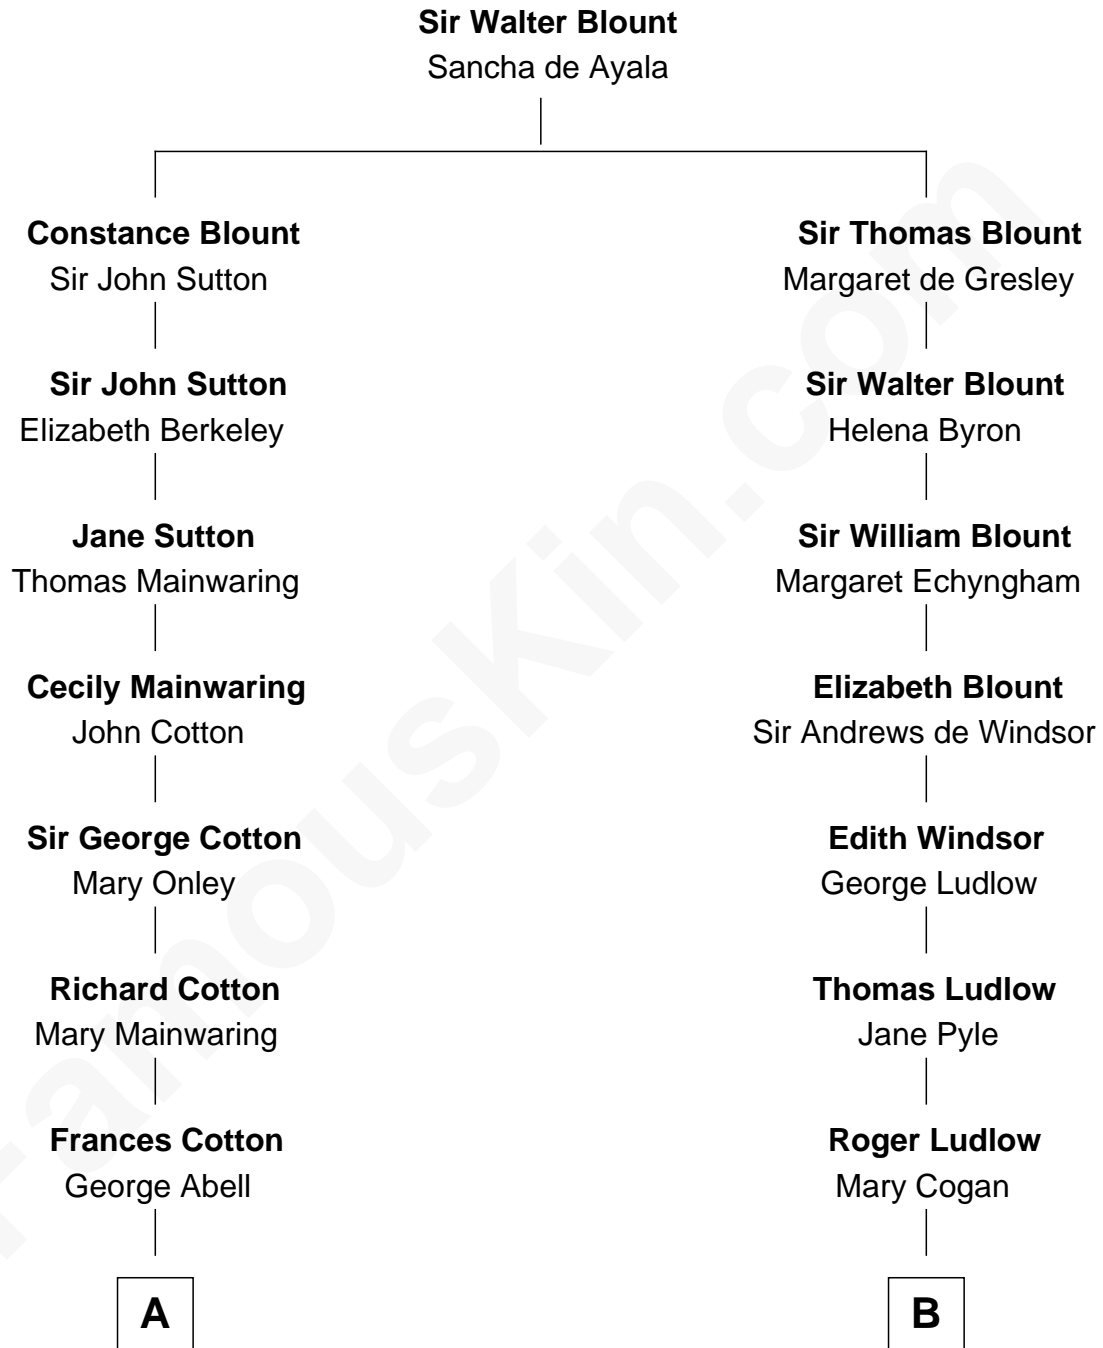 Sir Walter Blount
Sancha de Ayala
Constance Blount
Sir John Sutton
Sir Thomas Blount
Margaret de Gresley
Sir John Sutton
Elizabeth Berkeley
Sir Walter Blount
Helena Byron
Jane Sutton
Thomas Mainwaring
Sir William Blount
Margaret Echyngham
Cecily Mainwaring
John Cotton
Elizabeth Blount
Sir Andrews de Windsor
Sir George Cotton
Mary Onley
Edith Windsor
George Ludlow
Richard Cotton
Mary Mainwaring
Thomas Ludlow
Jane Pyle
Frances Cotton
George Abell
Roger Ludlow
Mary Cogan
A
B
FamousKin.com